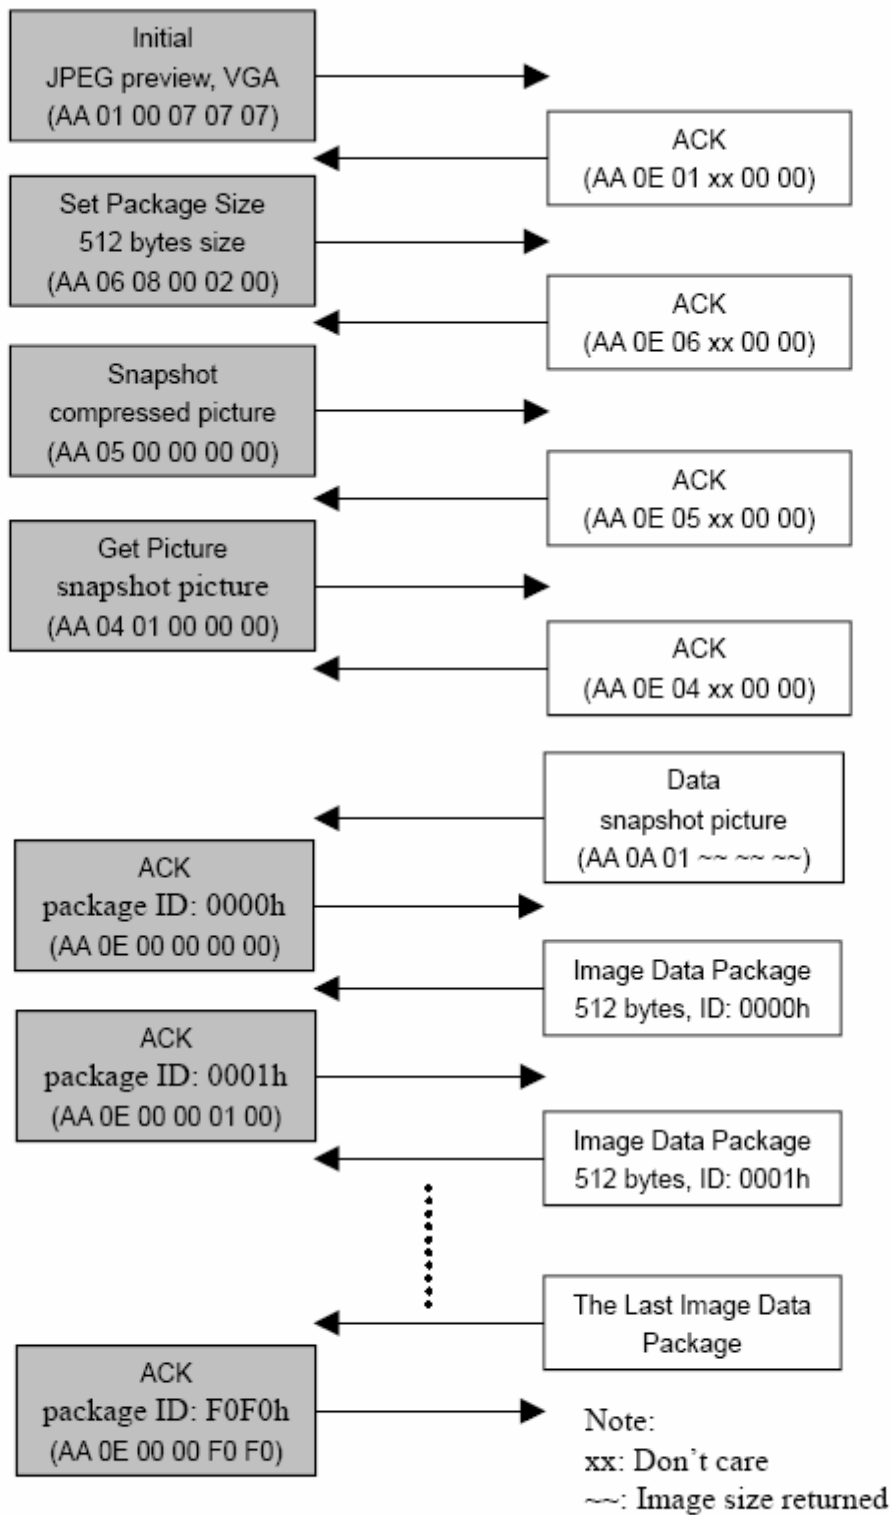 Initial
JPEG preview, VGA
(AA 01 00 07 07 07)
ACK
(AA 0E 01 xx 00 00)
Set Package Size
512 bytes size
(AA 06 08 00 02 00)
ACK
(AA 0E 06 xx 00 00)
Snapshot
compressed picture
(AA 05 00 00 00 00)
ACK
(AA 0E 05 xx 00 00)
Get Picture
snapshot picture
(AA 04 01 00 00 00)
ACK
(AA 0E 04 xx 00 00)
Data
snapshot picture
(AA 0A 01 ~~ ~~ ~~)
ACK
package ID: 0000h
(AA 0E 00 00 00 00)
Image Data Package
512 bytes, ID: 0000h
ACK
package ID: 0001h
(AA 0E 00 00 01 00)
Image Data Package
512 bytes, ID: 0001h
The Last Image Data
Package
ACK
package ID: F0F0h
(AA 0E 00 00 F0 F0)
Note:
xx: Don't care
~~: Image size returned